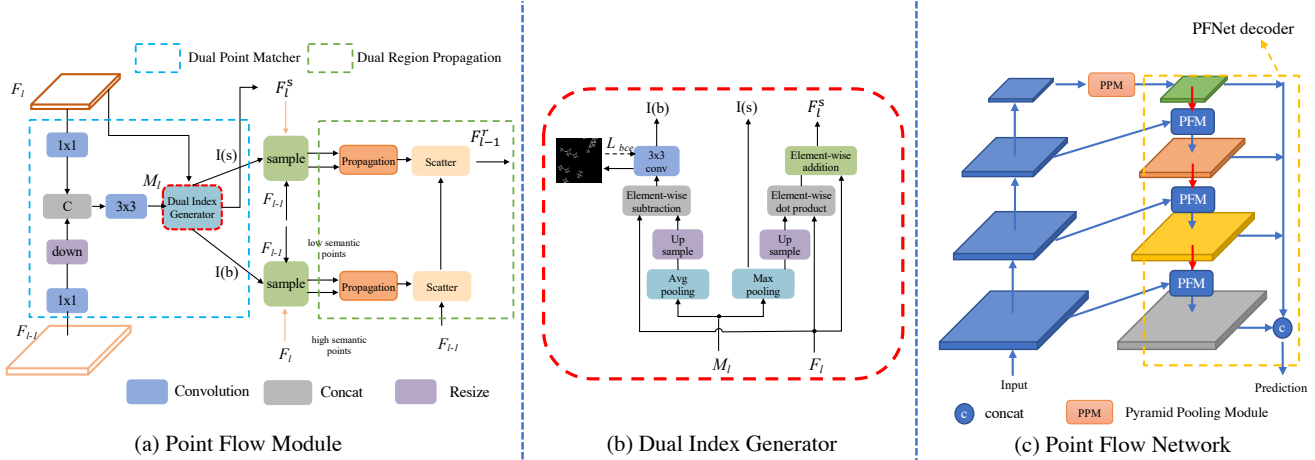 Dual Point Matcher
Dual Region Propagation
F_l
F_l^s
1x1
I(s)
sample
Propagation
Scatter
F_{l-1}^r
M_l
C
3x3
Dual Index
Generator
F_{l-1}
down
F_{l-1}
low semantic
points
I(b)
sample
Propagation
Scatter
1x1
F_{l-1}
F_l
high semantic
points
F_{l-1}
Convolution
Concat
Resize
(a) Point Flow Module
I(b)
I(s)
F_l^s
L_bce
3x3
conv
Element-wise
addition
Element-wise
subtraction
Element-wise
dot product
Up
sample
Up
sample
Avg
pooling
Max
pooling
M_l
F_l
(b) Dual Index Generator
PFNet decoder
PPM
PFM
PFM
PFM
c
Input
Prediction
c concat
PPM Pyramid Pooling Module
(c) Point Flow Network